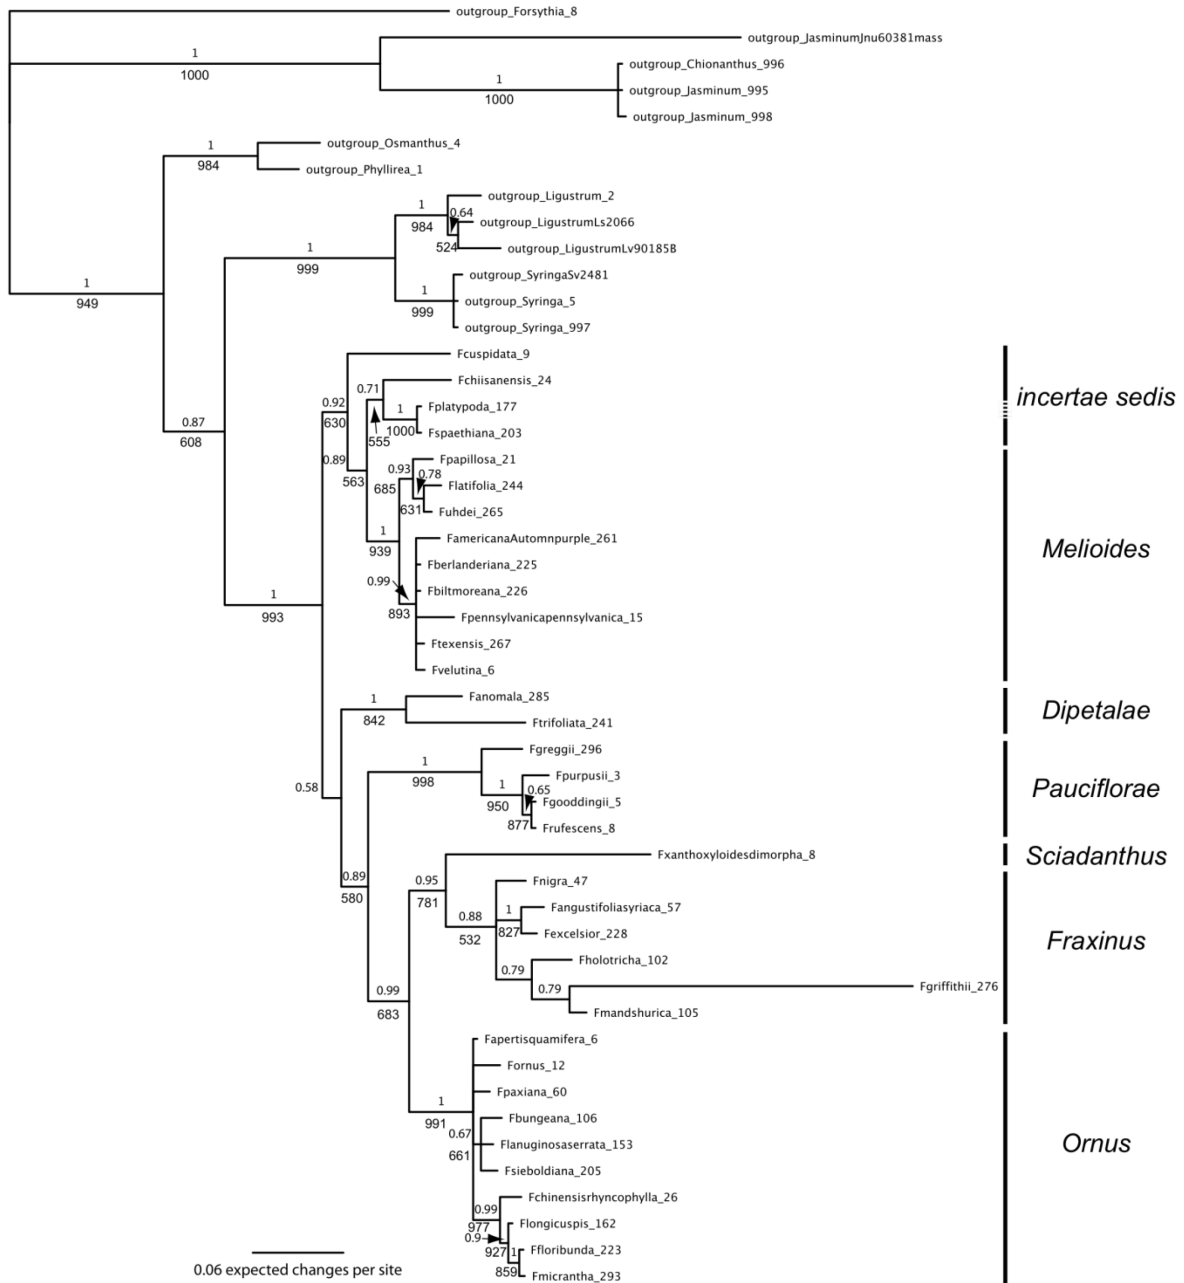 outgroup_Forsythia_8
outgroup_JasminumJnu60381mass
1
1000
outgroup_Chionanthus_996
1
1000
outgroup_Jasminum_995
outgroup_Jasminum_998
outgroup_Osmanthus_4
1
984
outgroup_Phyllirea_1
outgroup_Ligustrum_2
1
984
0.64
outgroup_LigustrumLs2066
524
outgroup_LigustrumLv90185B
1
999
outgroup_SyringaSv2481
1
999
outgroup_Syringa_5
outgroup_Syringa_997
1
949
Fcuspidata_9
Fchiisanensis_24
0.71
0.92
630
Fplatypoda_177
1
1000
Fspaethiana_203
555
incertae sedis
0.87
608
0.89
563
Fpapillosa_21
0.93
685
0.78
Flatifolia_244
631
Fuhdei_265
1
939
FamericanaAutomnpurple_261
Fberlanderiana_225
0.99
893
Fbiltmoreana_226
Fpennsylvanicapennsylvanica_15
Ftexensis_267
Fvelutina_6
Melioides
1
993
Fanomala_285
1
842
Ftrifoliata_241
Dipetalae
0.58
Fgreggii_296
1
998
Fpurpusii_3
1
950
0.65
Fgooddingii_5
877
Frufescens_8
Pauciflorae
0.89
580
Fxanthoxyloidesdimorpha_8
Sciadanthus
0.95
781
Fnigra_47
Fangustifoliasyriaca_57
0.88
532
1
827
Fexcelsior_228
Fholotricha_102
0.79
Fgriffithii_276
0.79
Fmandshurica_105
Fraxinus
0.99
683
Fapertisquamifera_6
Fornus_12
Fpaxiana_60
1
991
Fbungeana_106
0.67
661
Flanuginosaserrata_153
Fsieboldiana_205
Fchinensisrhyncophylla_26
0.99
977
Flongicuspis_162
0.9
927
Ffloribunda_223
1
859
Fmicrantha_293
Ornus
0.06 expected changes per site